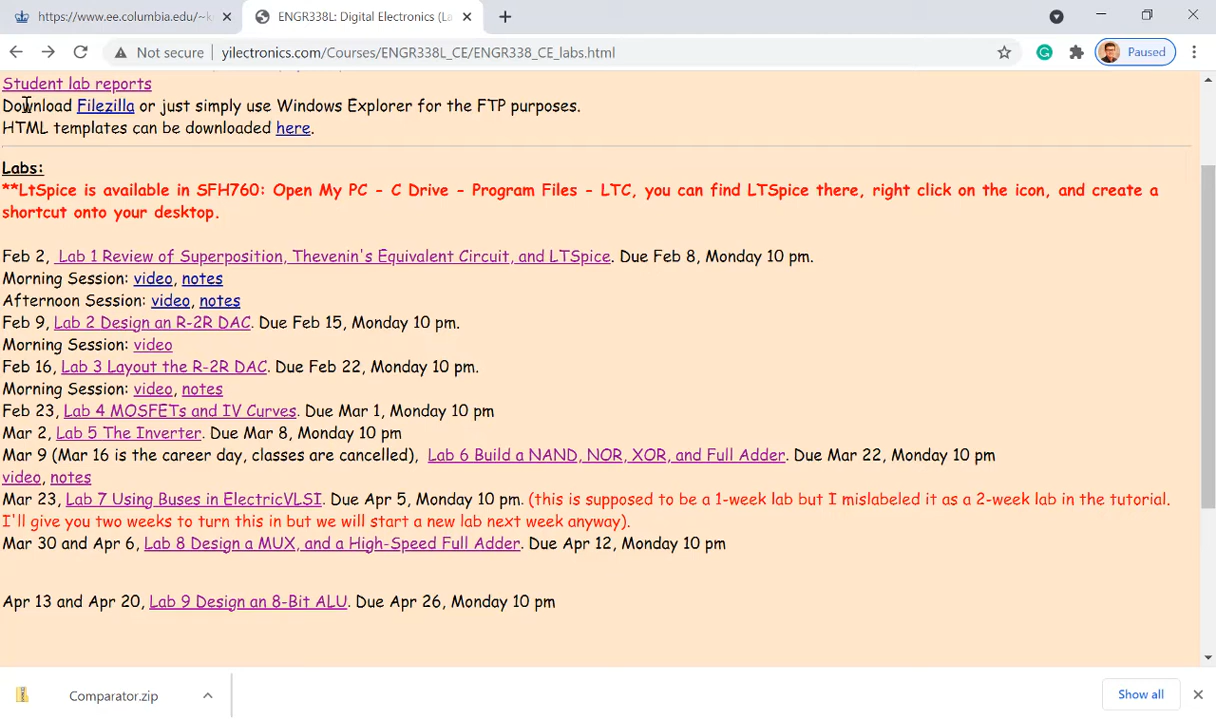 https://www.ee.columbia.edu/~k
ENGR338L: Digital Electronics (La
Not secure | yilectronics.com/Courses/ENGR338L_CE/ENGR338_CE_labs.html
Paused
Student lab reports
Download Filezilla or just simply use Windows Explorer for the FTP purposes.
HTML templates can be downloaded here.
Labs:
**LtSpice is available in SFH760: Open My PC - C Drive - Program Files - LTC, you can find LTSpice there, right click on the icon, and create a
shortcut onto your desktop.
Feb 2, Lab 1 Review of Superposition, Thevenin's Equivalent Circuit, and LTSpice. Due Feb 8, Monday 10 pm.
Morning Session: video, notes
Afternoon Session: video, notes
Feb 9, Lab 2 Design an R-2R DAC. Due Feb 15, Monday 10 pm.
Morning Session: video
Feb 16, Lab 3 Layout the R-2R DAC. Due Feb 22, Monday 10 pm.
Morning Session: video, notes
Feb 23, Lab 4 MOSFETs and IV Curves. Due Mar 1, Monday 10 pm
Mar 2, Lab 5 The Inverter. Due Mar 8, Monday 10 pm
Mar 9 (Mar 16 is the career day, classes are cancelled), Lab 6 Build a NAND, NOR, XOR, and Full Adder. Due Mar 22, Monday 10 pm
video, notes
Mar 23, Lab 7 Using Buses in ElectricVLSI. Due Apr 5, Monday 10 pm. (this is supposed to be a 1-week lab but I mislabeled it as a 2-week lab in the tutorial.
I'll give you two weeks to turn this in but we will start a new lab next week anyway).
Mar 30 and Apr 6, Lab 8 Design a MUX, and a High-Speed Full Adder. Due Apr 12, Monday 10 pm
Apr 13 and Apr 20, Lab 9 Design an 8-Bit ALU. Due Apr 26, Monday 10 pm
Comparator.zip
Show all